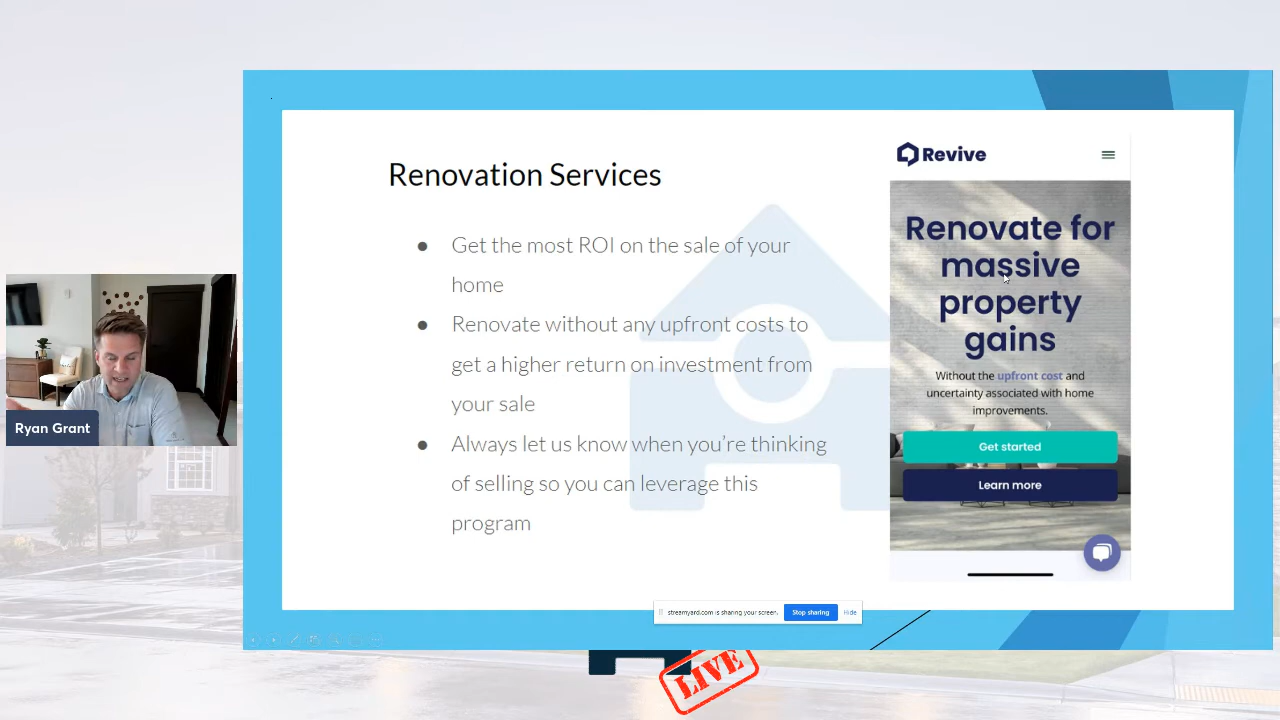 Renovation Services
● Get the most ROI on the sale of your
home
● Renovate without any upfront costs to
get a higher return on investment from
your sale
● Always let us know when you're thinking
of selling so you can leverage this
program
Revive
Renovate for
massive
property
gains
Without the upfront cost and
uncertainty associated with home
improvements.
Get started
Learn more
Ryan Grant
streamyard.com is sharing your screen.
Stop sharing
Hide
LIVE